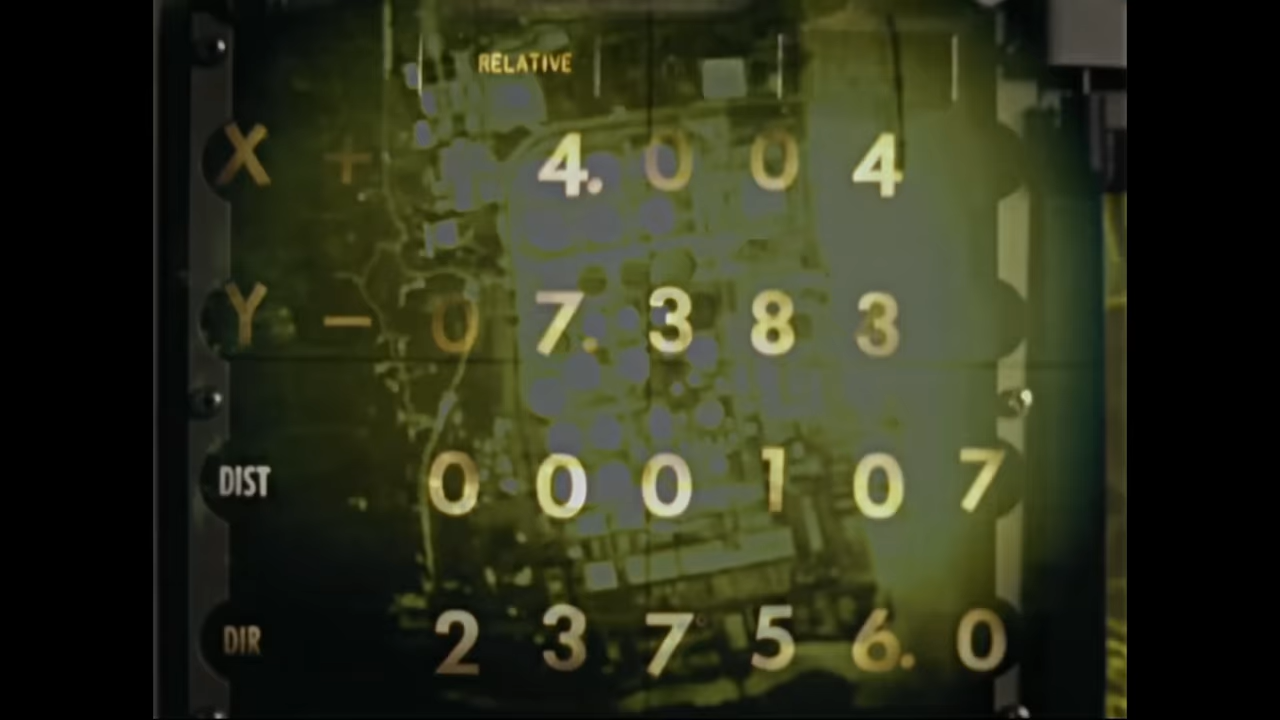 RELATIVE
X + 4.004
Y - 07.383
DIST 000107
DIR 23756.0